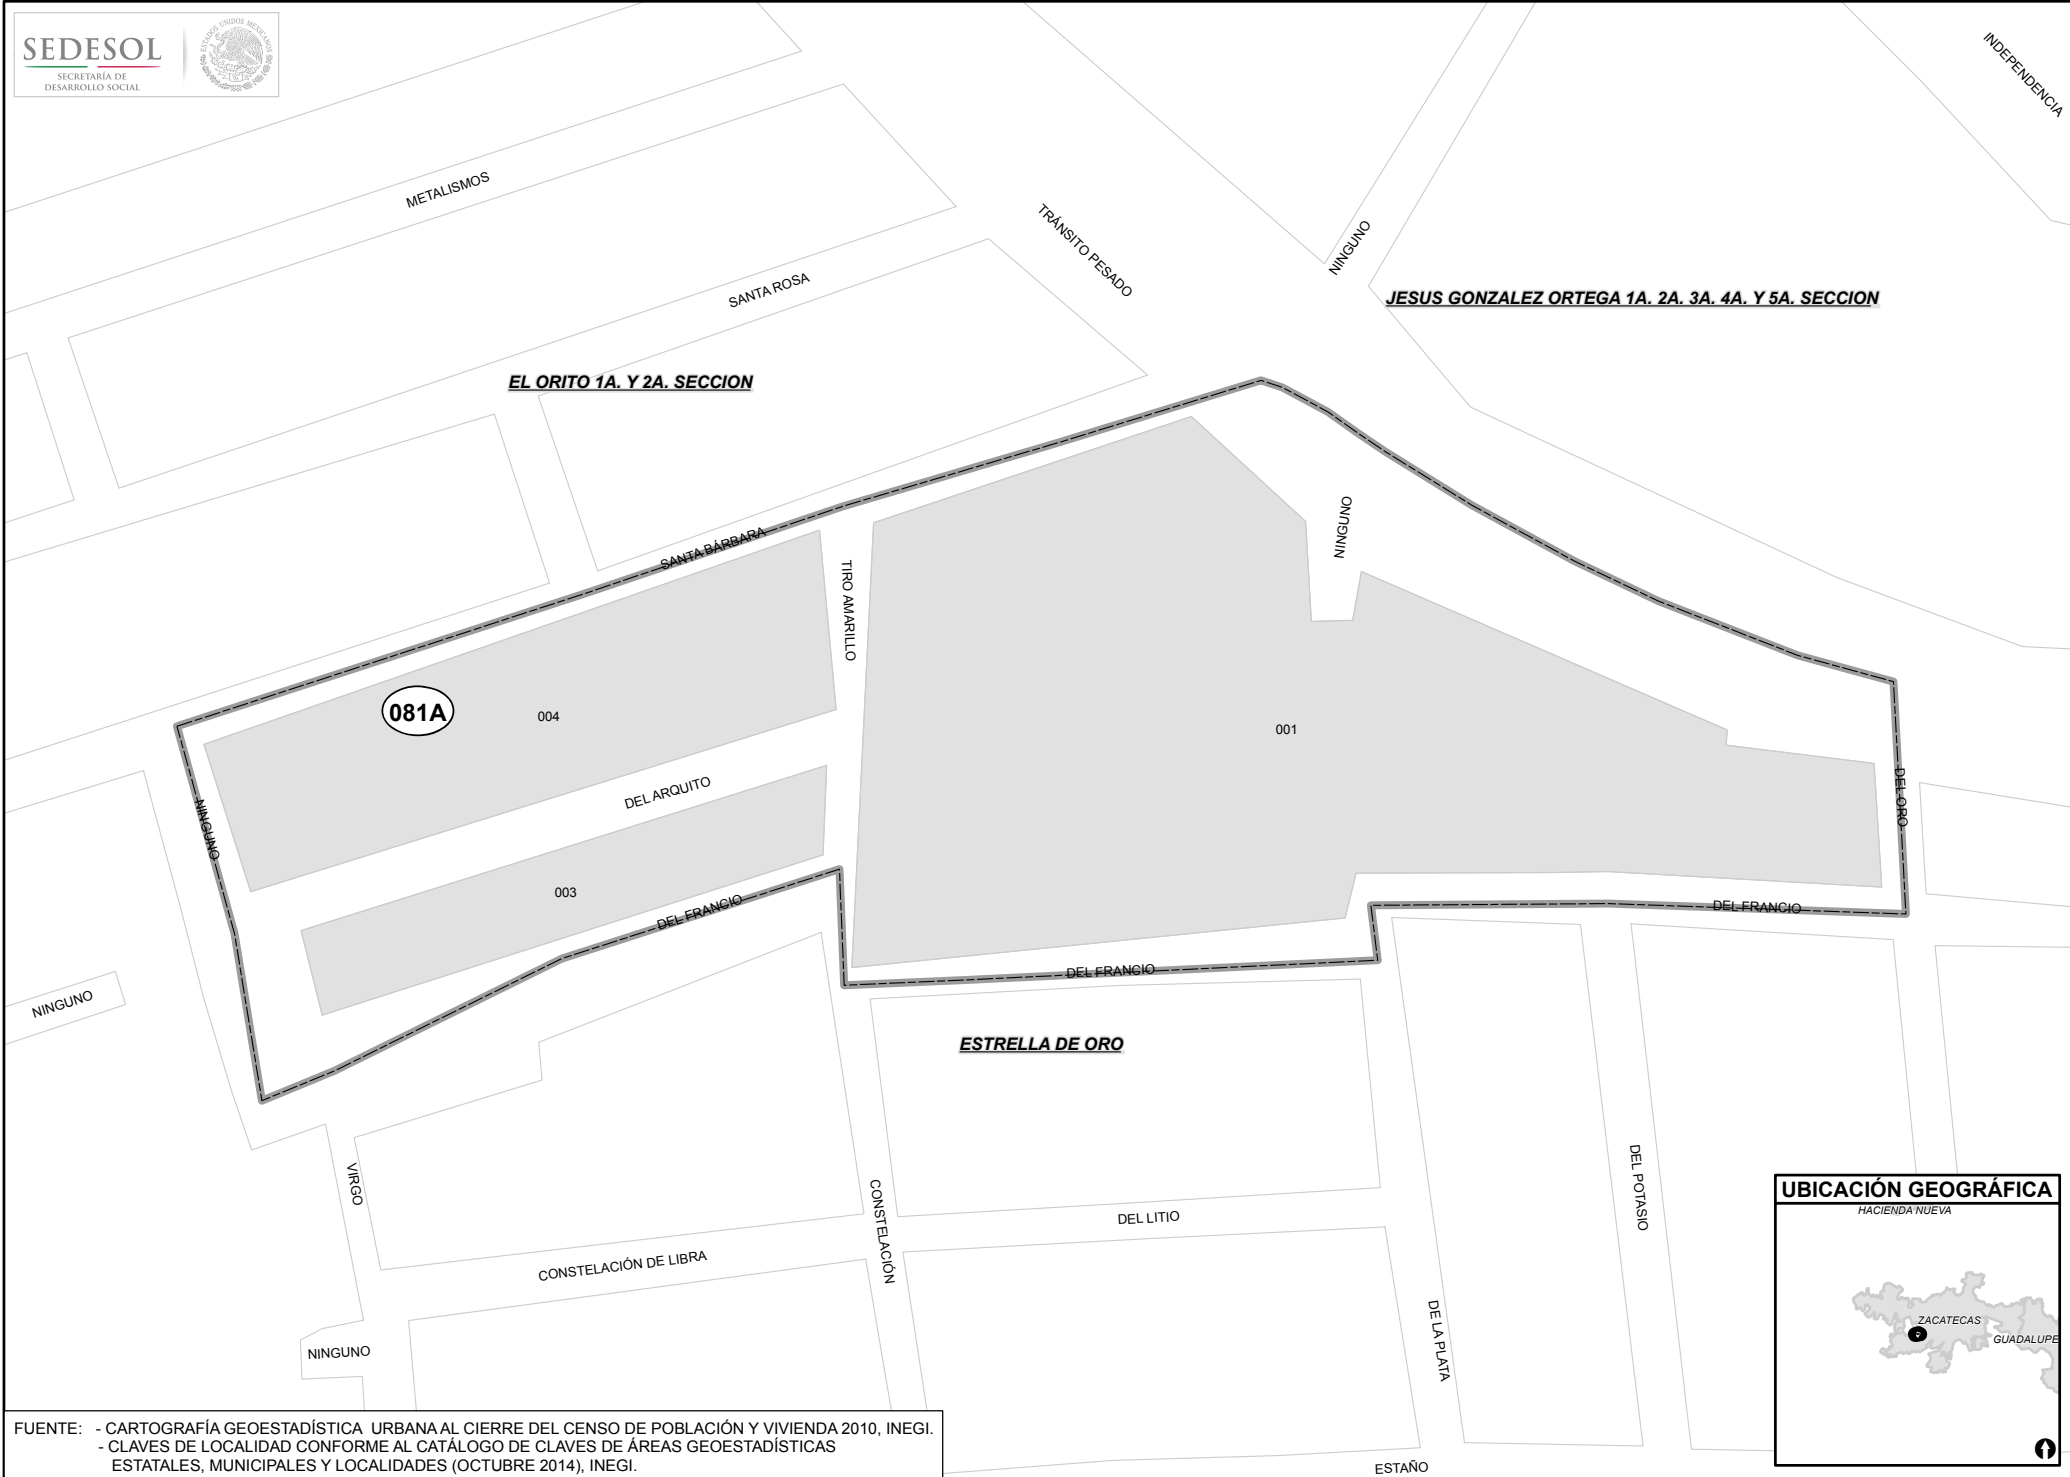 SEDESOL
SECRETARÍA DE
DESARROLLO SOCIAL
ESTADOS UNIDOS MEXICANOS
INDEPENDENCIA
METALISMOS
TRÁNSITO PESADO
NINGUNO
SANTA ROSA
JESUS GONZALEZ ORTEGA 1A. 2A. 3A. 4A. Y 5A. SECCION
EL ORITO 1A. Y 2A. SECCION
SANTA BÁRBARA
NINGUNO
TIRO AMARILLO
081A
004
001
DEL ARQUITO
NINGUNO
DEL ORO
003
DEL FRANCIO
DEL FRANCIO
DEL FRANCIO
NINGUNO
ESTRELLA DE ORO
VIRGO
CONSTELACIÓN
DEL LITIO
DEL POTASIO
CONSTELACIÓN DE LIBRA
DE LA PLATA
NINGUNO
ESTAÑO
UBICACIÓN GEOGRÁFICA
HACIENDA NUEVA
ZACATECAS
GUADALUPE
FUENTE: - CARTOGRAFÍA GEOESTADÍSTICA URBANA AL CIERRE DEL CENSO DE POBLACIÓN Y VIVIENDA 2010, INEGI.
- CLAVES DE LOCALIDAD CONFORME AL CATÁLOGO DE CLAVES DE ÁREAS GEOESTADÍSTICAS
ESTATALES, MUNICIPALES Y LOCALIDADES (OCTUBRE 2014), INEGI.